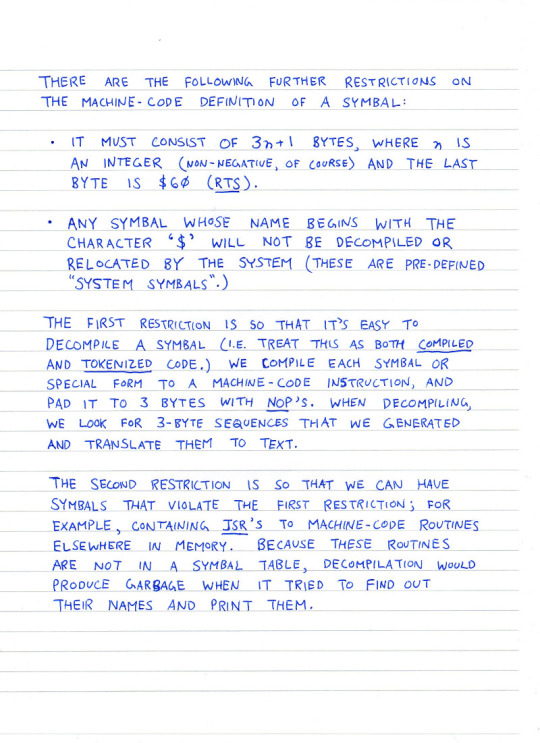 THERE ARE THE FOLLOWING FURTHER RESTRICTIONS ON
THE MACHINE-CODE DEFINITION OF A SYMBAL:
• IT MUST CONSIST OF 3n+1 BYTES, WHERE n IS
AN INTEGER (NON-NEGATIVE, OF COURSE) AND THE LAST
BYTE IS $6Ø (RTS).
• ANY SYMBAL WHOSE NAME BEGINS WITH THE
CHARACTER '$' WILL NOT BE DECOMPILED OR
RELOCATED BY THE SYSTEM (THESE ARE PRE-DEFINED
"SYSTEM SYMBALS".)
THE FIRST RESTRICTION IS SO THAT IT'S EASY TO
DECOMPILE A SYMBAL (I.E. TREAT THIS AS BOTH COMPILED
AND TOKENIZED CODE.) WE COMPILE EACH SYMBAL OR
SPECIAL FORM TO A MACHINE-CODE INSTRUCTION, AND
PAD IT TO 3 BYTES WITH NOP'S. WHEN DECOMPILING,
WE LOOK FOR 3-BYTE SEQUENCES THAT WE GENERATED
AND TRANSLATE THEM TO TEXT.
THE SECOND RESTRICTION IS SO THAT WE CAN HAVE
SYMBALS THAT VIOLATE THE FIRST RESTRICTION; FOR
EXAMPLE, CONTAINING JSR'S TO MACHINE-CODE ROUTINES
ELSEWHERE IN MEMORY. BECAUSE THESE ROUTINES
ARE NOT IN A SYMBAL TABLE, DECOMPILATION WOULD
PRODUCE GARBAGE WHEN IT TRIED TO FIND OUT
THEIR NAMES AND PRINT THEM.